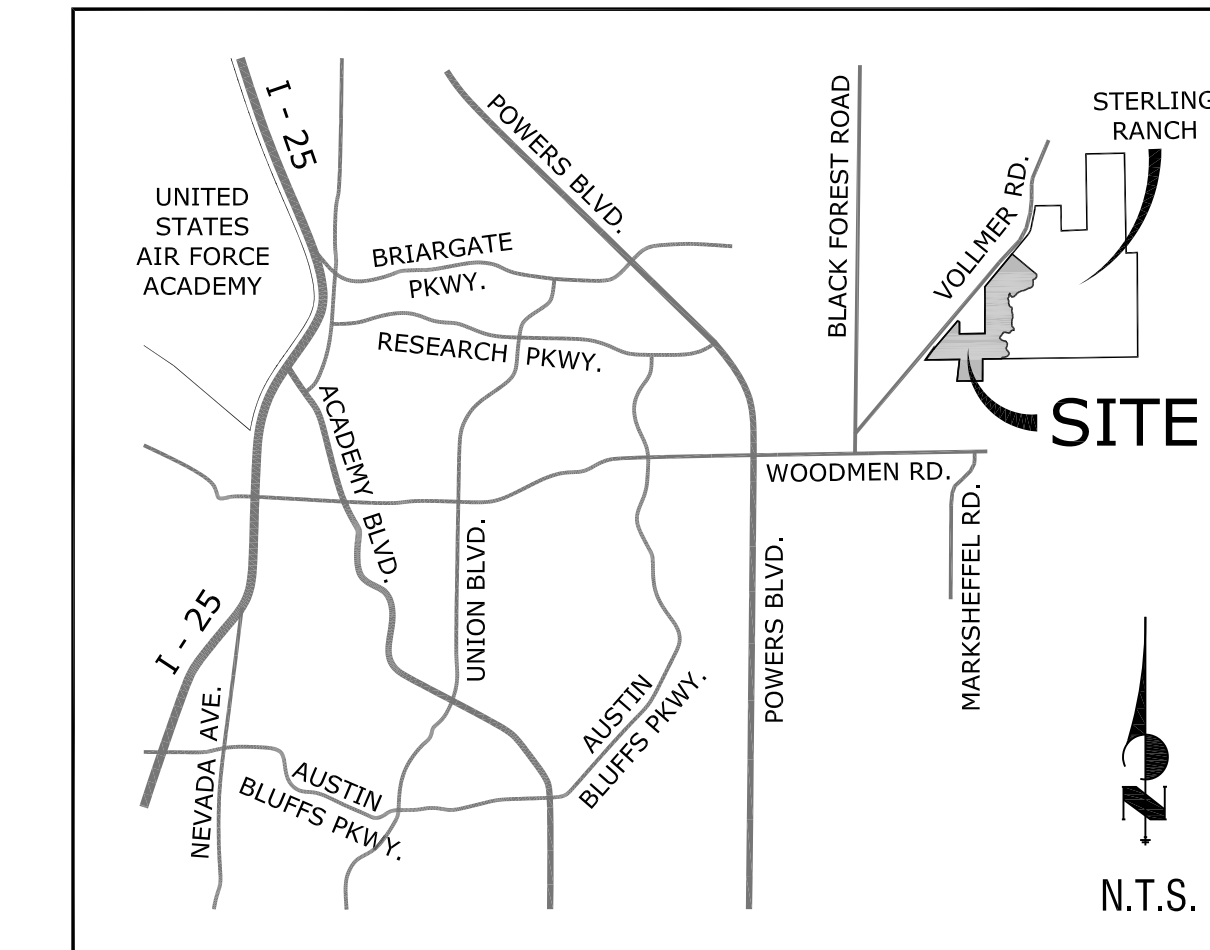 I - 25
POWERS BLVD.
BLACK FOREST ROAD
STERLING
RANCH
VOLLMER RD.
UNITED
STATES
AIR FORCE
ACADEMY
BRIARGATE
PKWY.
RESEARCH PKWY.
ACADEMY BLVD.
SITE
WOODMEN RD.
UNION BLVD.
POWERS BLVD.
MARKSHEFFEL RD.
I - 25
NEVADA AVE.
AUSTIN
BLUFFS PKWY.
AUSTIN
BLUFFS PKWY.
N
N.T.S.